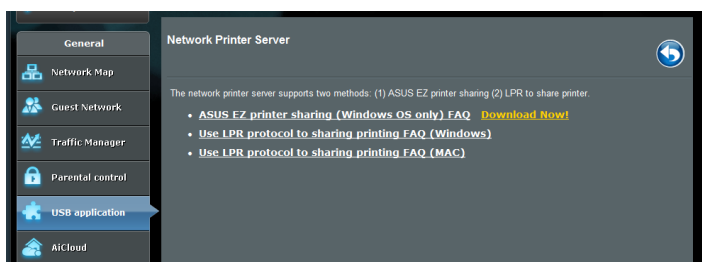 General
Network Map
Guest Network
Traffic Manager
Parental control
USB application
AiCloud
Network Printer Server
The network printer server supports two methods: (1) ASUS EZ printer sharing (2) LPR to share printer.
ASUS EZ printer sharing (Windows OS only) FAQ Download Now!
Use LPR protocol to sharing printing FAQ (Windows)
Use LPR protocol to sharing printing FAQ (MAC)